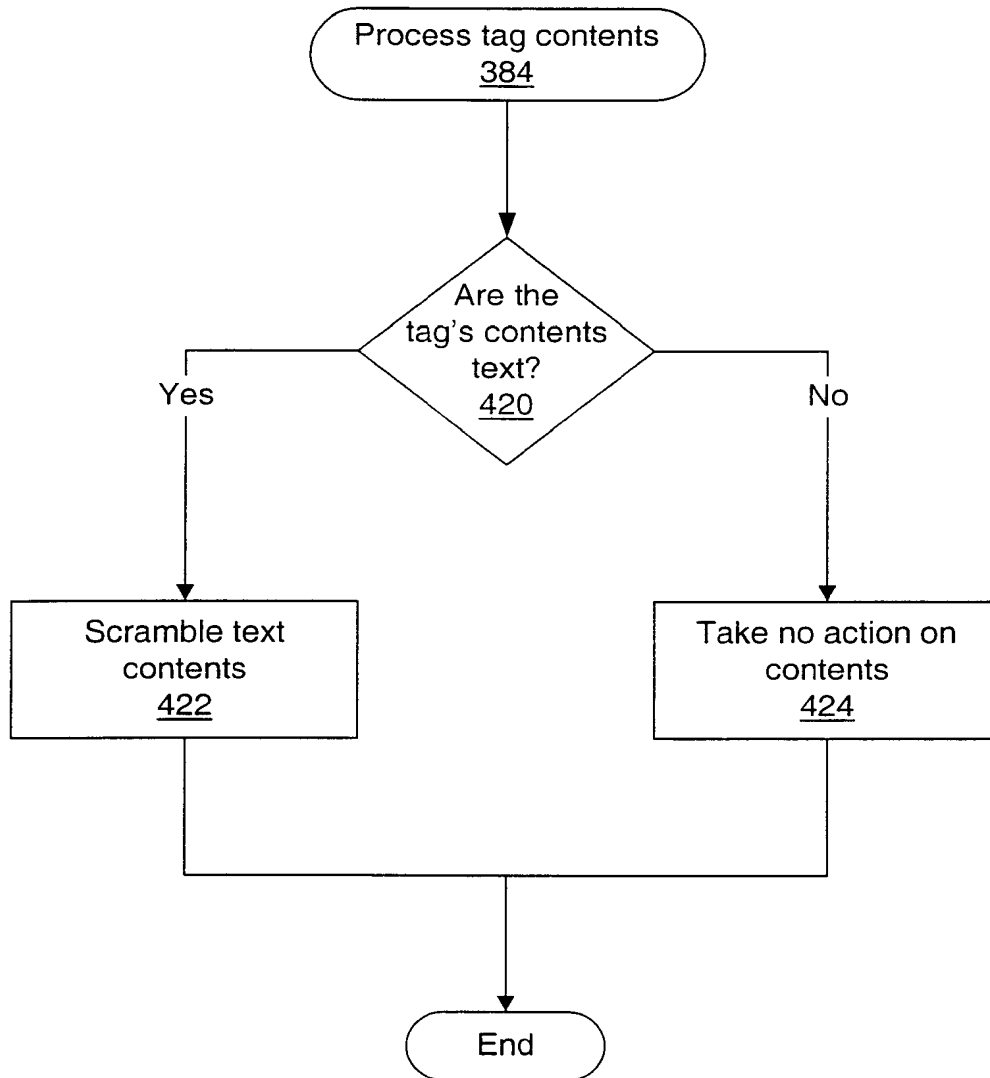 Process tag contents
384
Are the
tag's contents
text?
420
Yes
No
Scramble text
contents
422
Take no action on
contents
424
End